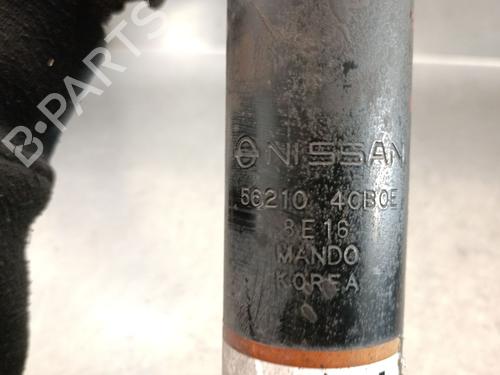 NISSAN
56210 4CB0E
8E16
MANDO
KOREA
B-PARTS